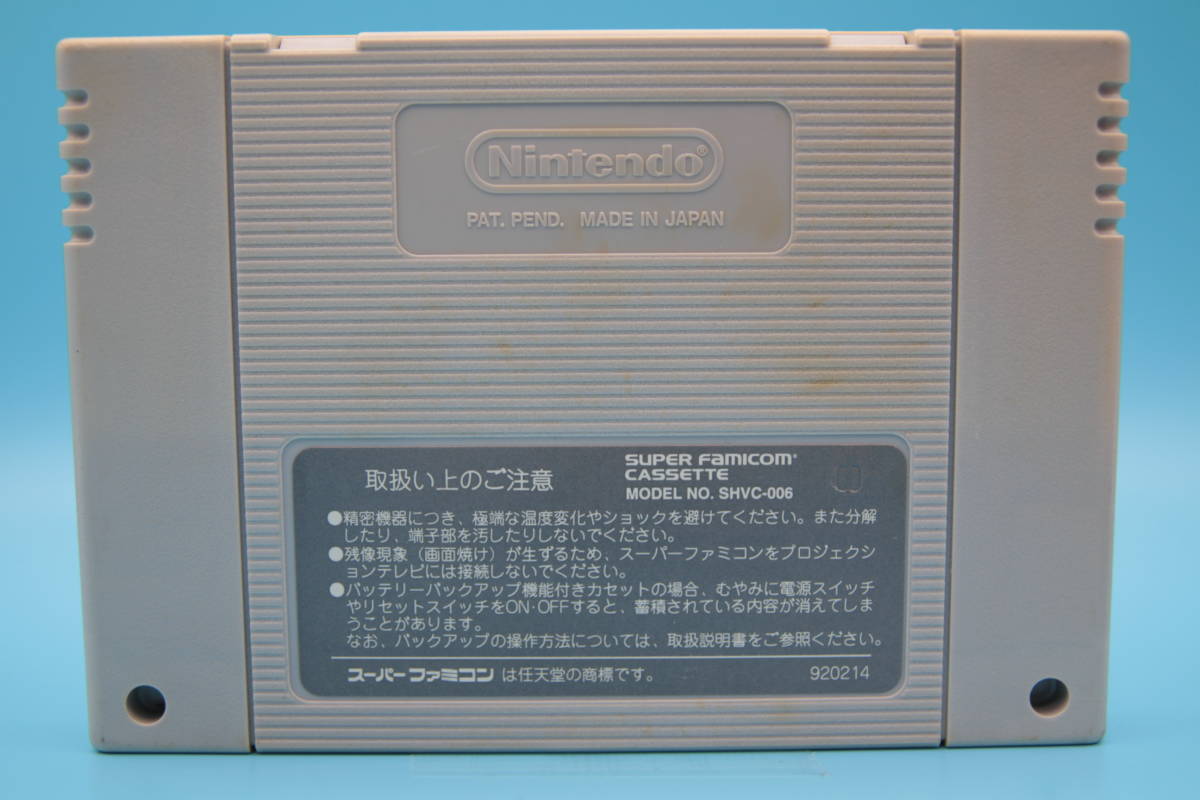 Nintendo®
PAT. PEND. MADE IN JAPAN
取扱い上のご注意
SUPER FAMICOM®
CASSETTE
MODEL NO. SHVC-006
●精密機器につき、極端な温度変化やショックを避けてください。また分解
したり、端子部を汚したりしないでください。
●残像現象（画面焼け）が生ずるため、スーパーファミコンをプロジェクシ
ョンテレビには接続しないでください。
●バッテリーバックアップ機能付きカセットの場合、むやみに電源スイッチ
やリセットスイッチをON·OFFすると、蓄積されている内容が消えてしま
うことがあります。
なお、バックアップの操作方法については、取扱説明書をご参照ください。
スーパーファミコン は任天堂の商標です。
920214